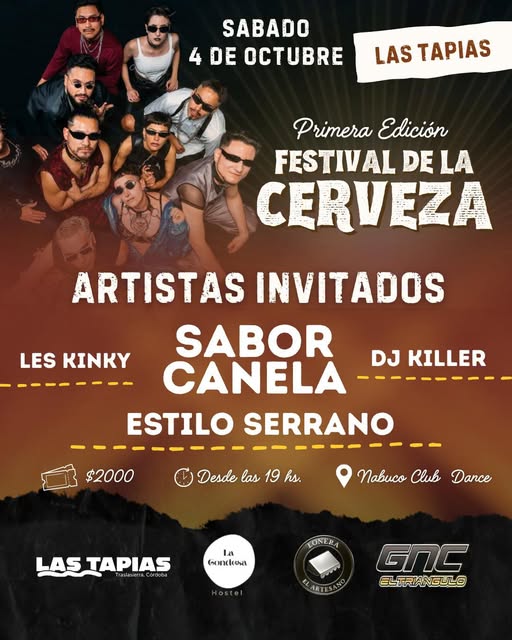 SABADO
4 DE OCTUBRE
LAS TAPIAS
Primera Edición
FESTIVAL DE LA
CERVEZA
ARTISTAS INVITADOS
LES KINKY
SABOR
CANELA
DJ KILLER
ESTILO SERRANO
$2000
Desde las 19 hs.
Nabuco Club Dance
LAS TAPIAS
Traslasierra, Córdoba
La
Gondosa
Hostel
EL ARTESANO
GNC
EL TRIANGULO